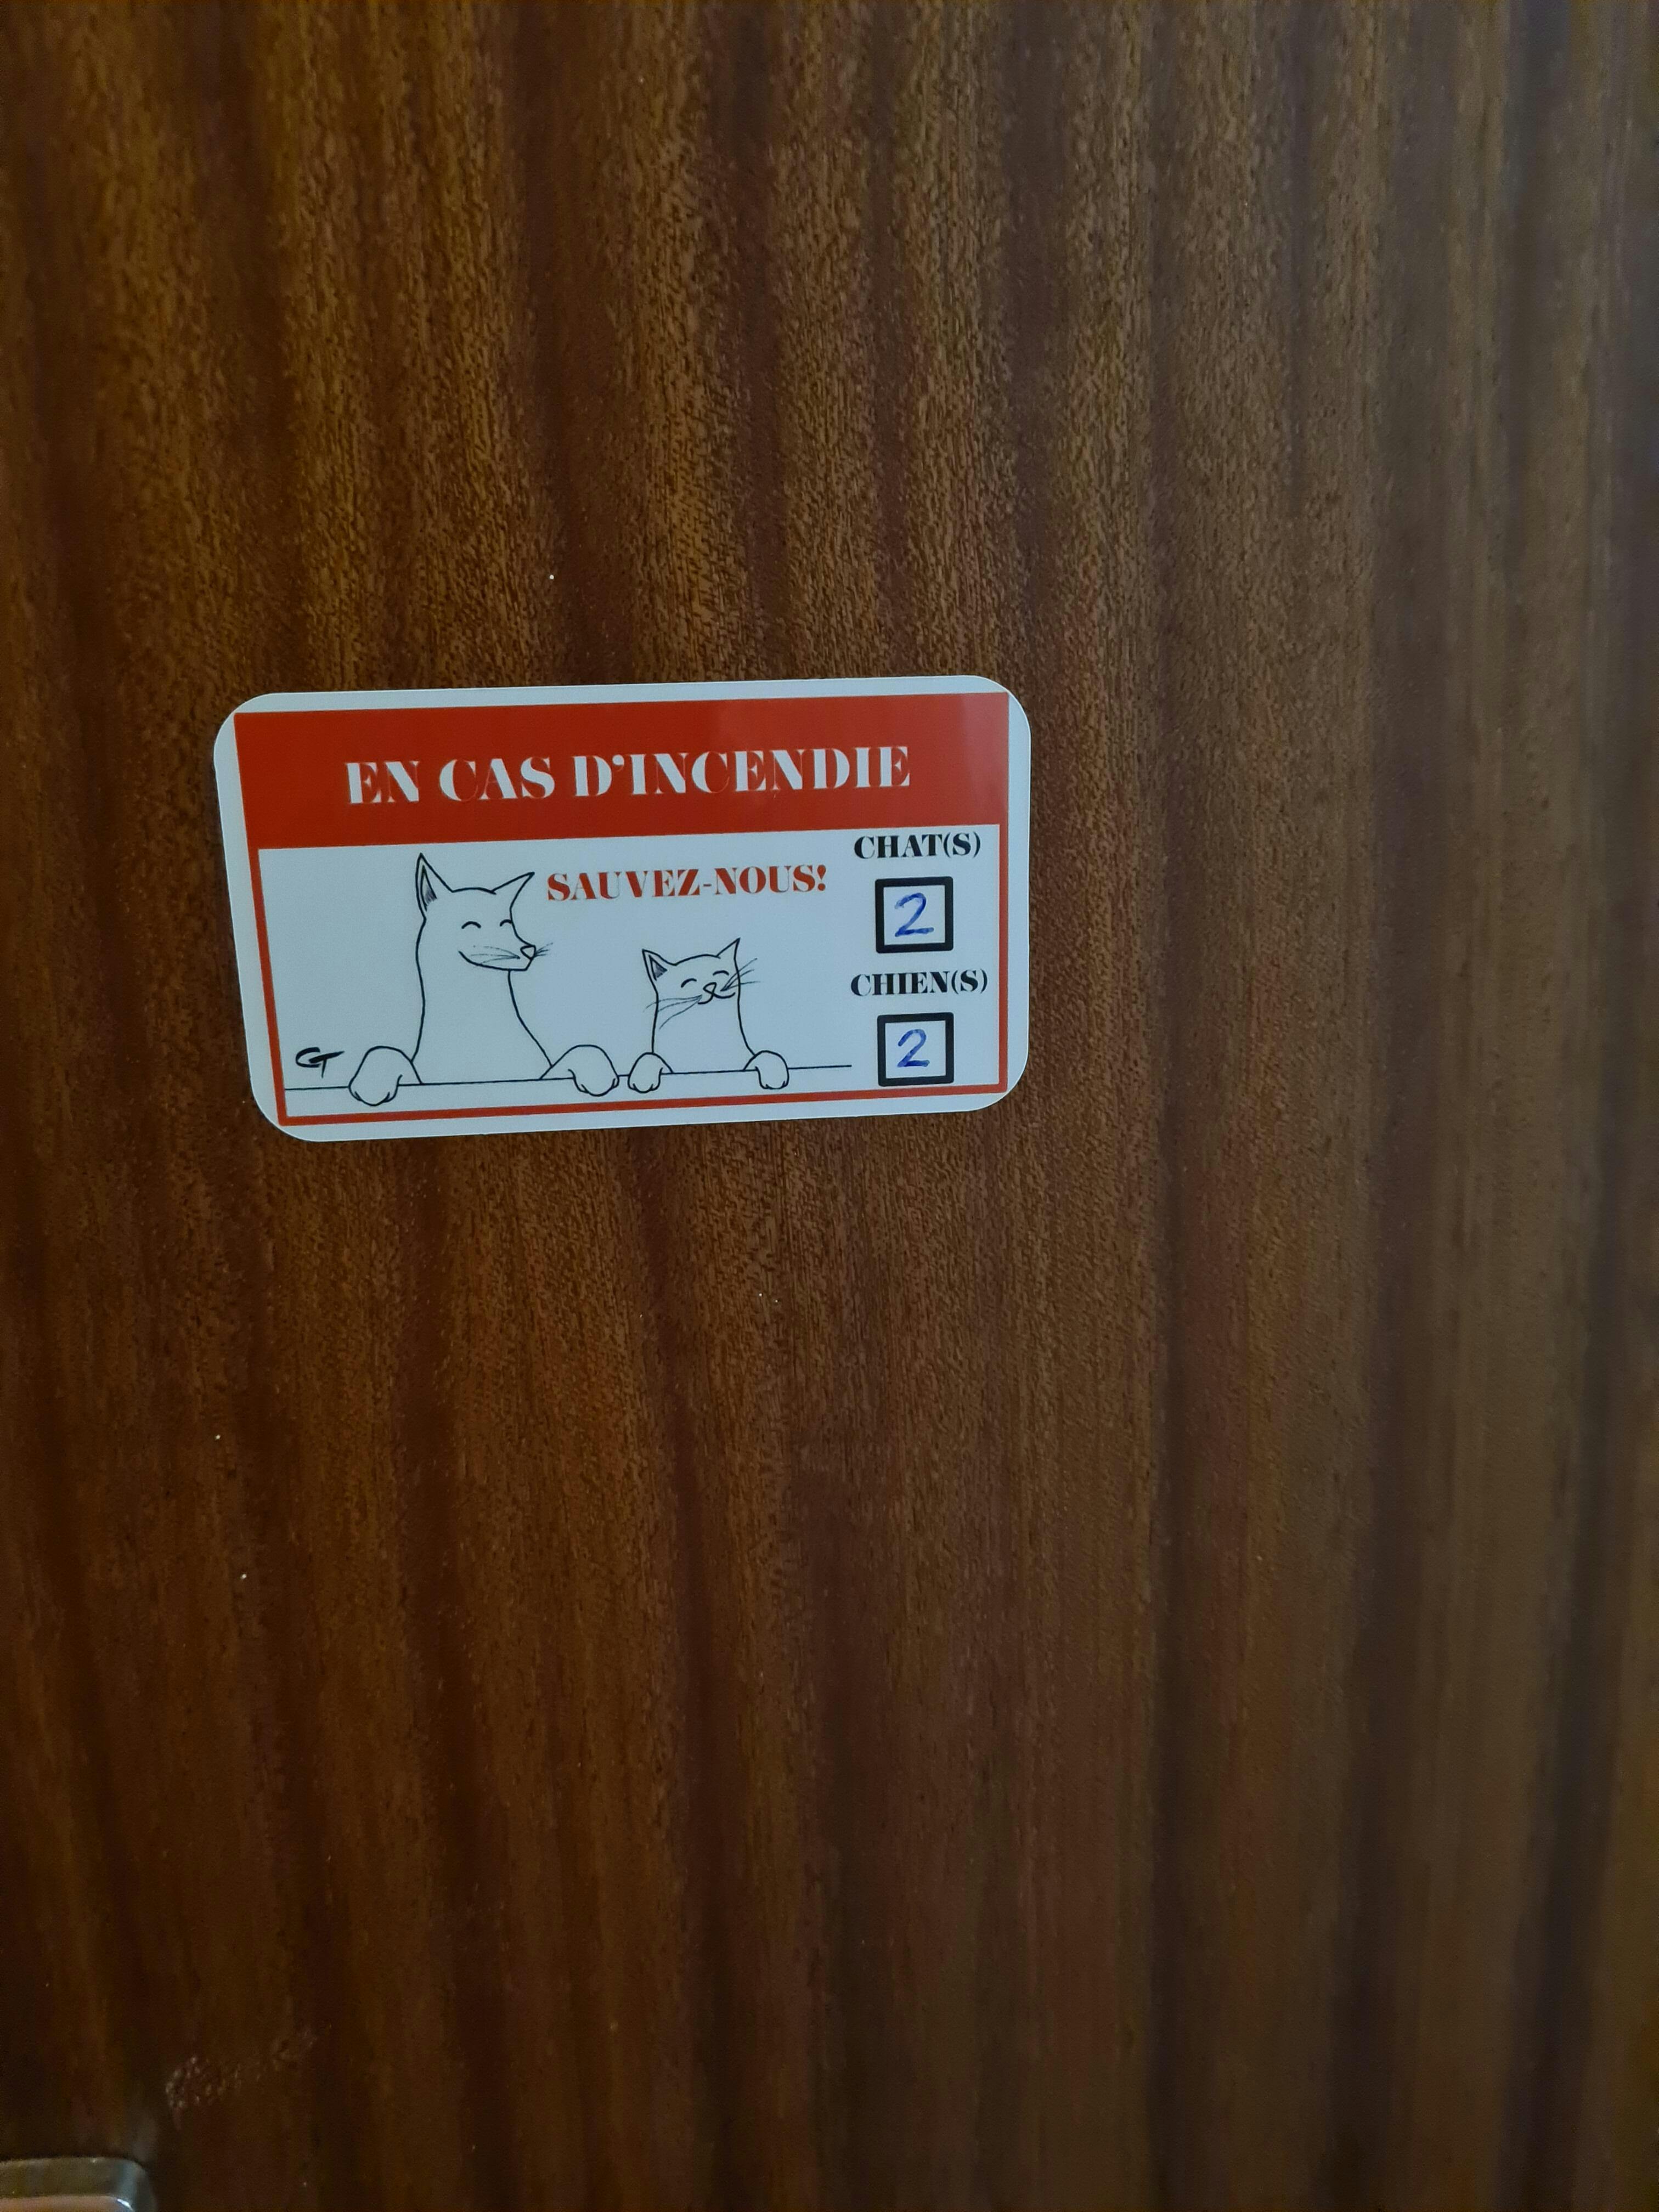 EN CAS D'INCENDIE
SAUVEZ-NOUS!
CHAT(S)
2
CHIEN(S)
2
GT